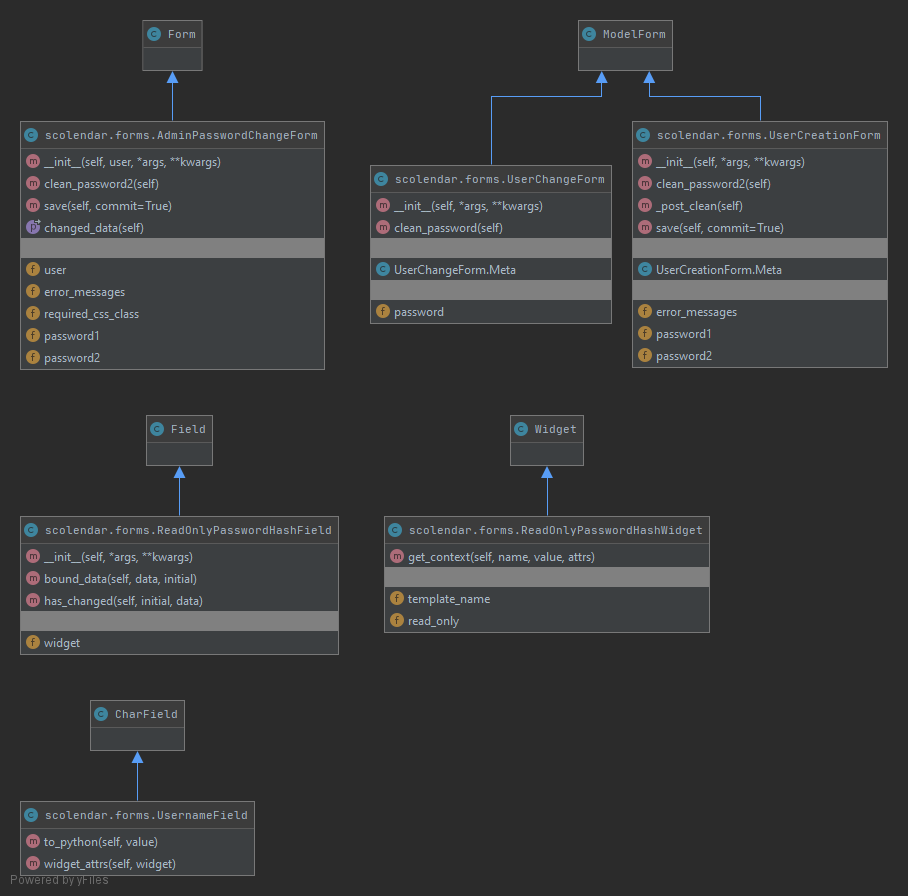 Form
scolendar.forms.AdminPasswordChangeForm
__init__(self, user, *args, **kwargs)
clean_password2(self)
save(self, commit=True)
changed_data(self)
user
error_messages
required_css_class
password1
password2
ModelForm
scolendar.forms.UserChangeForm
__init__(self, *args, **kwargs)
clean_password(self)
UserChangeForm.Meta
password
scolendar.forms.UserCreationForm
__init__(self, *args, **kwargs)
clean_password2(self)
_post_clean(self)
save(self, commit=True)
UserCreationForm.Meta
error_messages
password1
password2
Field
scolendar.forms.ReadOnlyPasswordHashField
__init__(self, *args, **kwargs)
bound_data(self, data, initial)
has_changed(self, initial, data)
widget
Widget
scolendar.forms.ReadOnlyPasswordHashWidget
get_context(self, name, value, attrs)
template_name
read_only
CharField
scolendar.forms.UsernameField
to_python(self, value)
widget_attrs(self, widget)
Powered by yFiles